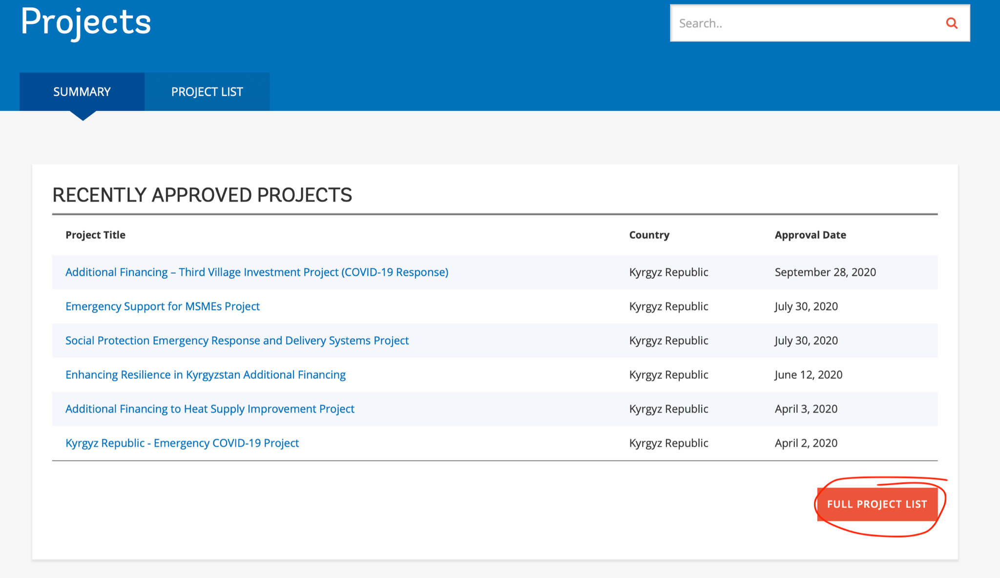 Projects
Search..
SUMMARY PROJECT LIST
RECENTLY APPROVED PROJECTS
Project Title Country Approval Date
Additional Financing – Third Village Investment Project (COVID-19 Response) Kyrgyz Republic September 28, 2020
Emergency Support for MSMEs Project Kyrgyz Republic July 30, 2020
Social Protection Emergency Response and Delivery Systems Project Kyrgyz Republic July 30, 2020
Enhancing Resilience in Kyrgyzstan Additional Financing Kyrgyz Republic June 12, 2020
Additional Financing to Heat Supply Improvement Project Kyrgyz Republic April 3, 2020
Kyrgyz Republic - Emergency COVID-19 Project Kyrgyz Republic April 2, 2020
FULL PROJECT LIST